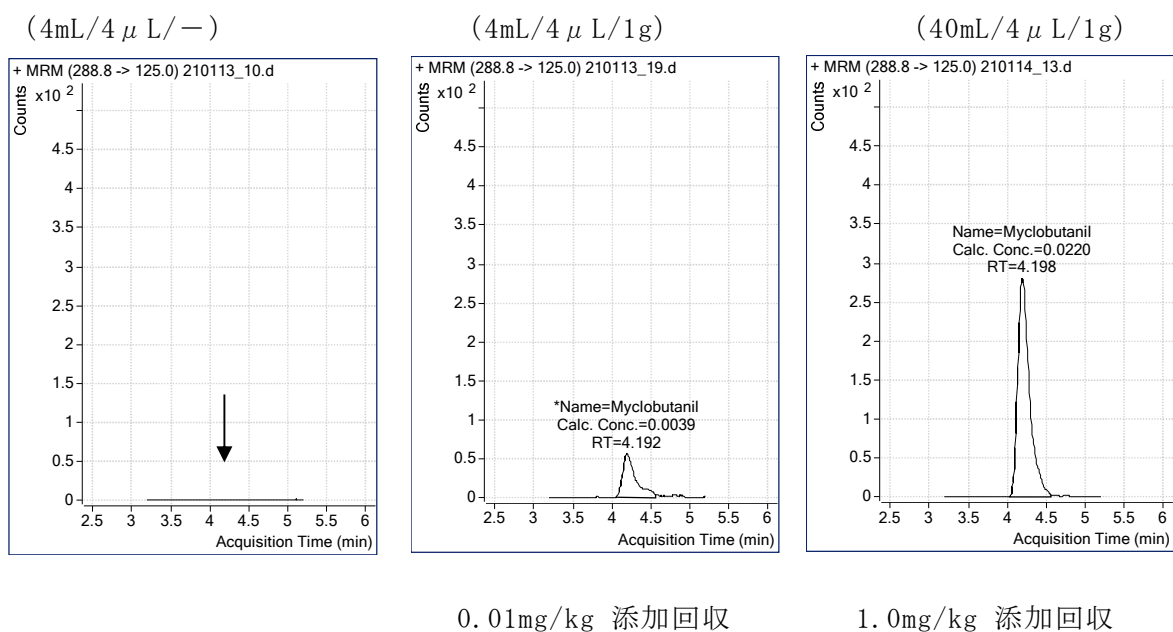 (4mL/4μL/－)
(4mL/4μL/1g)
(40mL/4μL/1g)
+ MRM (288.8 -> 125.0) 210113_10.d
Counts
x10 2
4.5
4
3.5
3
2.5
2
1.5
1
0.5
0
2.5 3 3.5 4 4.5 5 5.5 6
Acquisition Time (min)
+ MRM (288.8 -> 125.0) 210113_19.d
Counts
x10 2
4.5
4
3.5
3
2.5
2
1.5
1
0.5
0
*Name=Myclobutanil
Calc. Conc.=0.0039
RT=4.192
2.5 3 3.5 4 4.5 5 5.5 6
Acquisition Time (min)
+ MRM (288.8 -> 125.0) 210114_13.d
Counts
x10 2
4.5
4
3.5
3
2.5
2
1.5
1
0.5
0
Name=Myclobutanil
Calc. Conc.=0.0220
RT=4.198
2.5 3 3.5 4 4.5 5 5.5 6
Acquisition Time (min)
0.01mg/kg 添加回収
1.0mg/kg 添加回収